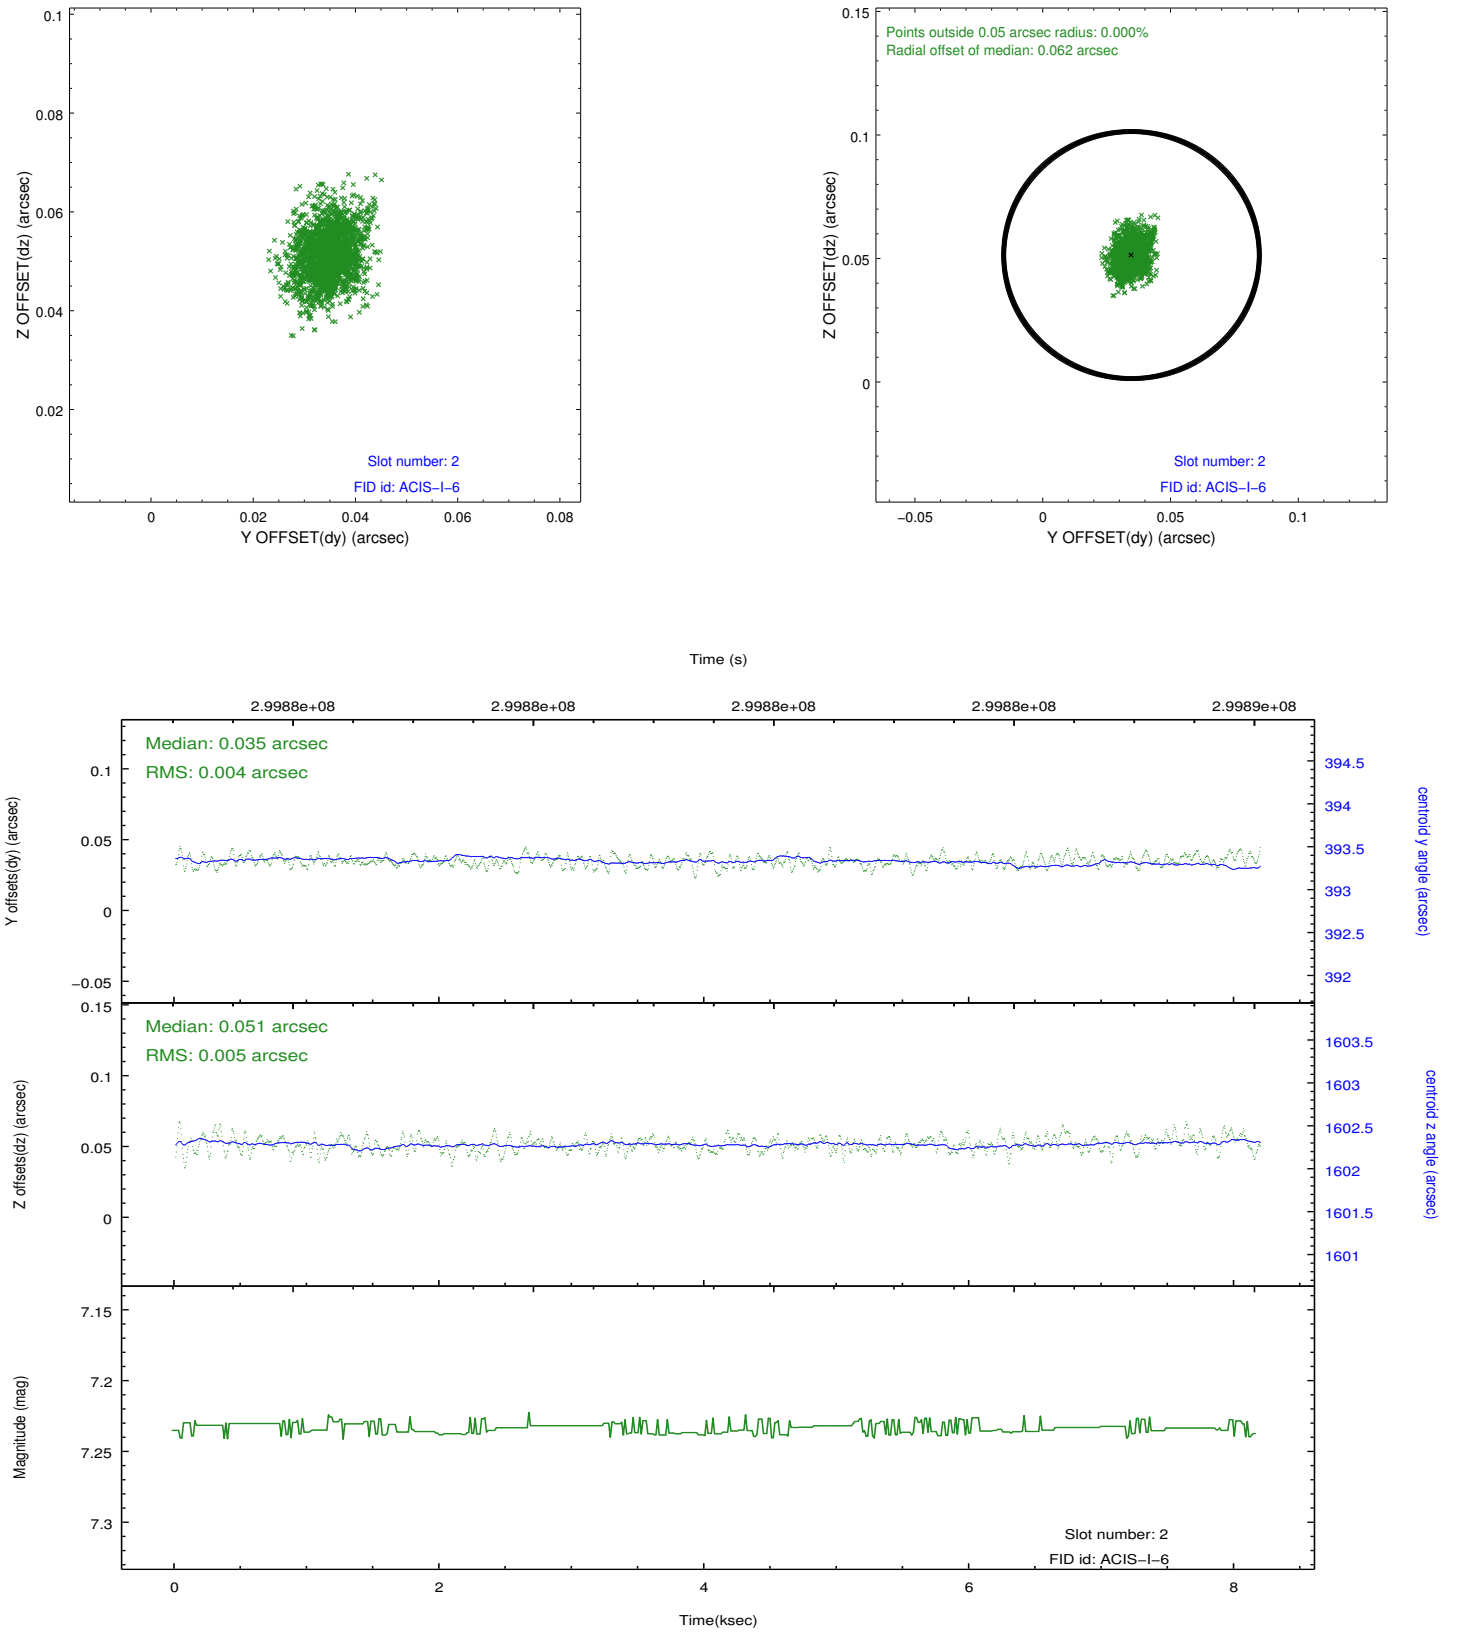 0.1
0.08
0.06
0.04
0.02
Z OFFSET(dz) (arcsec)
Slot number: 2
FID id: ACIS−I−6
0 0.02 0.04 0.06 0.08
Y OFFSET(dy) (arcsec)
Points outside 0.05 arcsec radius: 0.000%
Radial offset of median: 0.062 arcsec
0.15
0.1
0.05
0
Z OFFSET(dz) (arcsec)
Slot number: 2
FID id: ACIS−I−6
−0.05 0 0.05 0.1
Y OFFSET(dy) (arcsec)
Time (s)
2.9988e+08 2.9988e+08 2.9988e+08 2.9988e+08 2.9989e+08
Median: 0.035 arcsec
RMS: 0.004 arcsec
0.1
0.05
0
−0.05
Y offsets(dy) (arcsec)
394.5
394
393.5
393
392.5
392
centroid y angle (arcsec)
Median: 0.051 arcsec
RMS: 0.005 arcsec
0.15
0.1
0.05
0
Z offsets(dz) (arcsec)
1603.5
1603
1602.5
1602
1601.5
1601
centroid z angle (arcsec)
7.15
7.2
7.25
7.3
Magnitude (mag)
Slot number: 2
FID id: ACIS−I−6
0 2 4 6 8
Time(ksec)